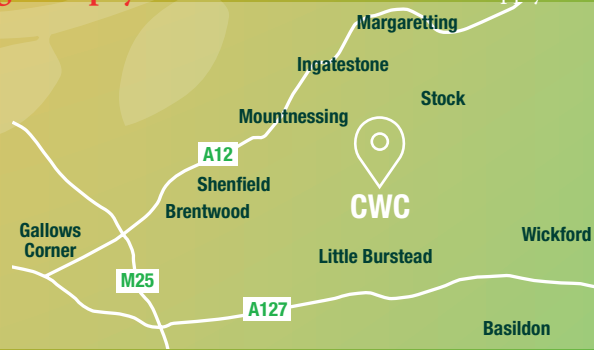 Margaretting
Ingatestone
Stock
Mountnessing
A12
Shenfield
CWC
Brentwood
Gallows
Corner
Wickford
Little Burstead
M25
A127
Basildon